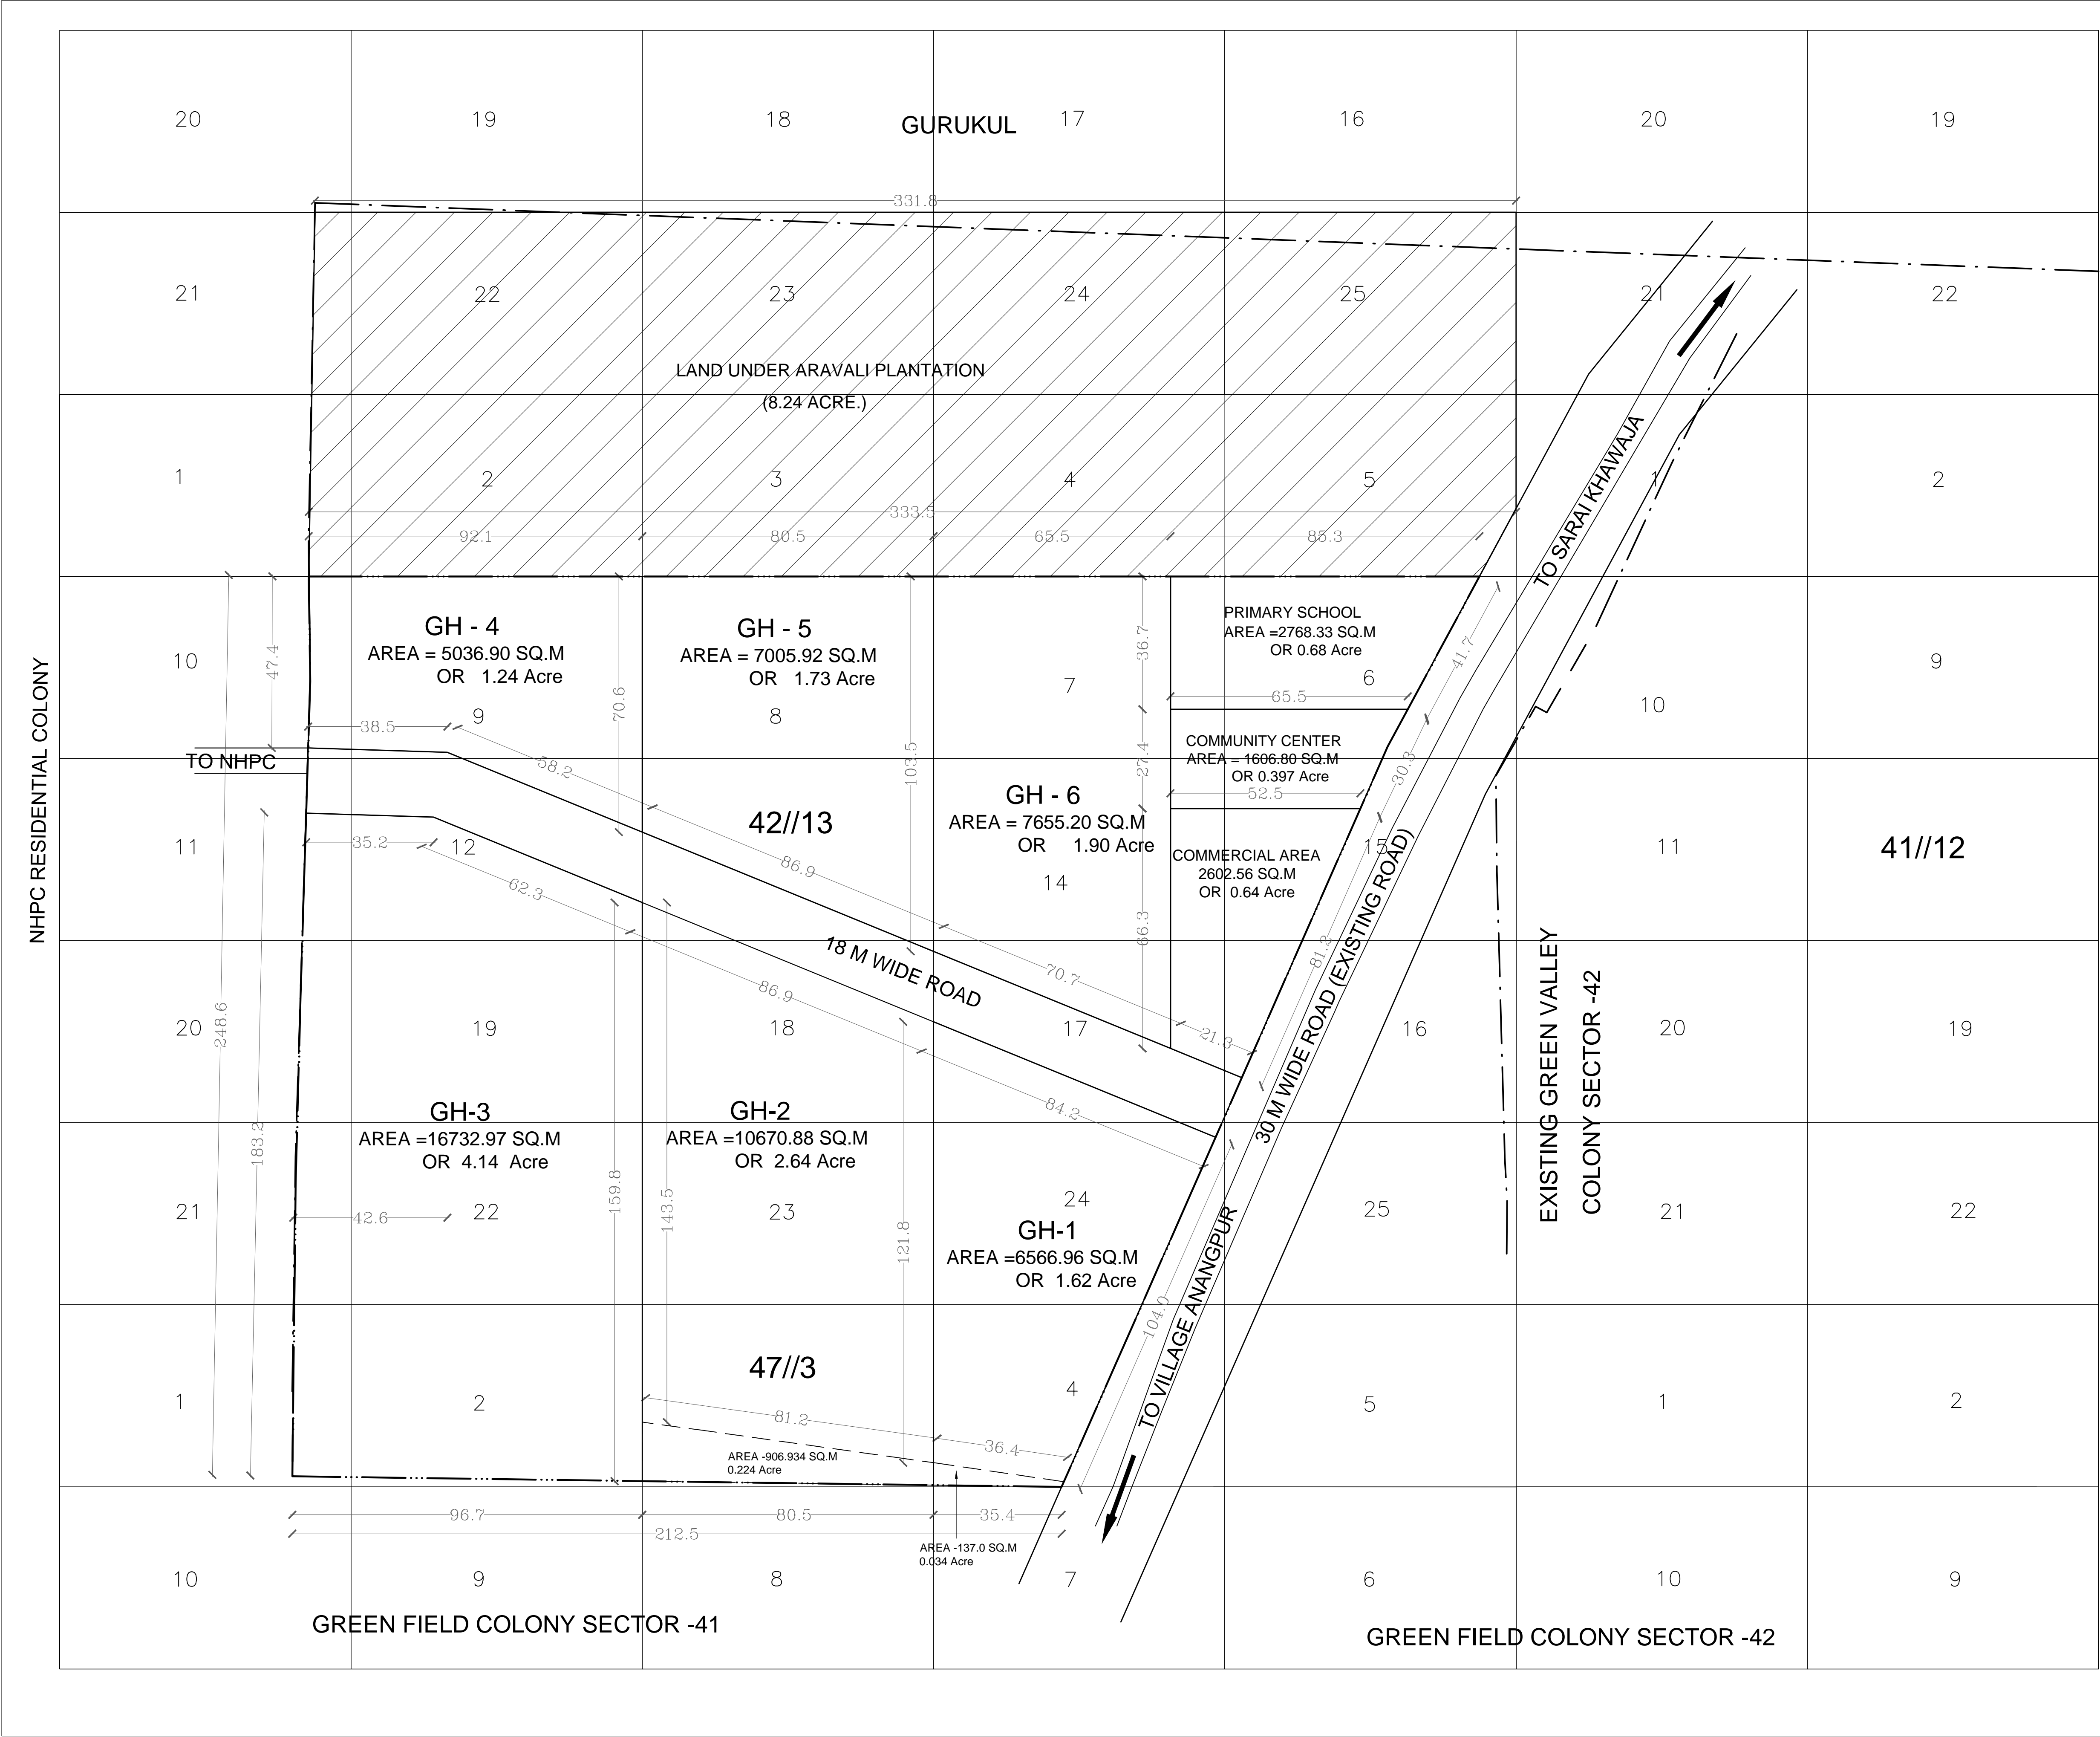 20
19
18
GURUKUL
17
16
20
19
331.8
21
22
23
24
25
21
22
LAND UNDER ARAVALI PLANTATION
(8.24 ACRE.)
1
2
3
4
5
1
2
TO SARAI KHAWAJA
333.5
92.1
80.5
65.5
85.3
NHPC RESIDENTIAL COLONY
10
47.4
GH - 4
AREA = 5036.90 SQ.M
OR 1.24 Acre
9
38.5
70.6
GH - 5
AREA = 7005.92 SQ.M
OR 1.73 Acre
8
7
36.7
PRIMARY SCHOOL
AREA =2768.33 SQ.M
OR 0.68 Acre
6
65.5
41.7
10
9
TO NHPC
58.2
103.5
27.4
COMMUNITY CENTER
AREA = 1606.80 SQ.M
OR 0.397 Acre
52.5
30.3
11
35.2
12
62.3
42//13
86.9
GH - 6
AREA = 7655.20 SQ.M
OR 1.90 Acre
14
66.3
COMMERCIAL AREA
2602.56 SQ.M
OR 0.64 Acre
15
11
41//12
81.2
30 M WIDE ROAD (EXISTING ROAD)
18 M WIDE ROAD
70.7
21.3
86.9
84.2
20
248.6
19
18
17
16
20
19
EXISTING GREEN VALLEY
COLONY SECTOR -42
183.2
GH-3
AREA =16732.97 SQ.M
OR 4.14 Acre
GH-2
AREA =10670.88 SQ.M
OR 2.64 Acre
159.8
143.5
121.8
21
42.6
22
23
24
25
21
22
GH-1
AREA =6566.96 SQ.M
OR 1.62 Acre
104.0
TO VILLAGE ANANGPUR
47//3
1
2
4
5
1
2
81.2
36.4
AREA -906.934 SQ.M
0.224 Acre
96.7
80.5
35.4
212.5
AREA -137.0 SQ.M
0.034 Acre
10
9
8
7
6
10
9
GREEN FIELD COLONY SECTOR -41
GREEN FIELD COLONY SECTOR -42